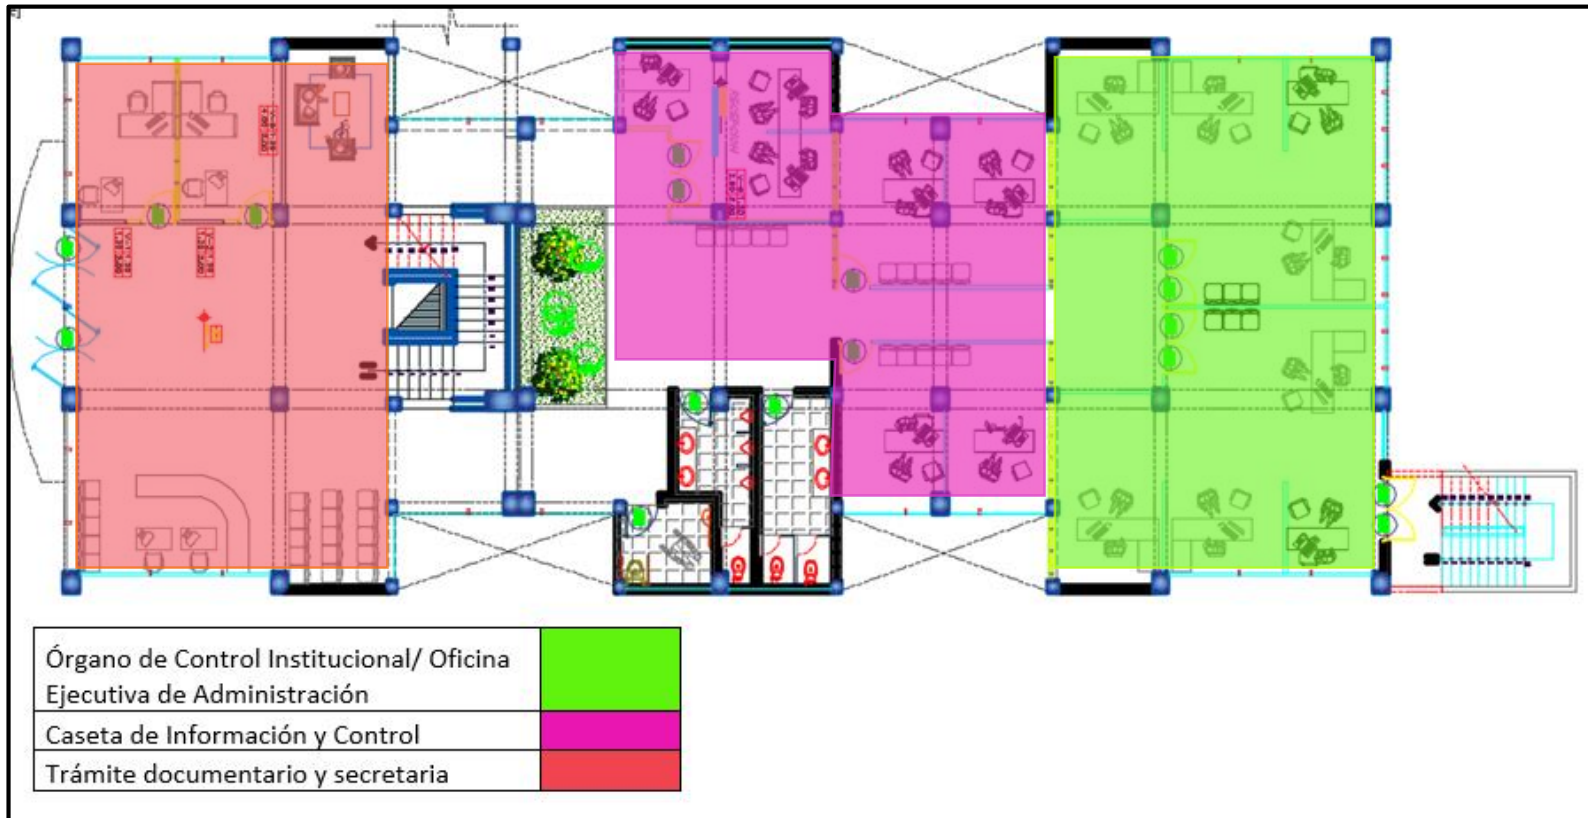 Órgano de Control Institucional/ Oficina
Ejecutiva de Administración
Caseta de Información y Control
Trámite documentario y secretaria